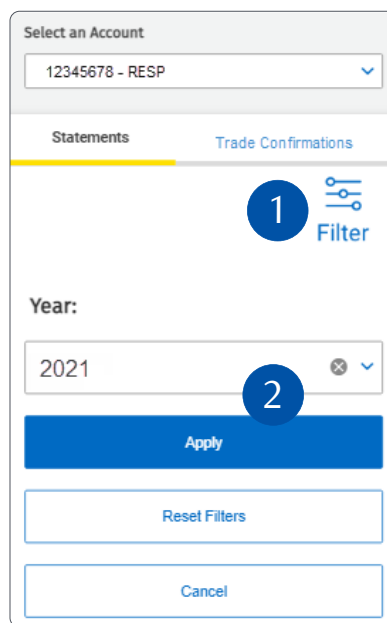 Select an Account
12345678 - RESP
Statements
Trade Confirmations
1
Filter
Year:
2021
2
Apply
Reset Filters
Cancel